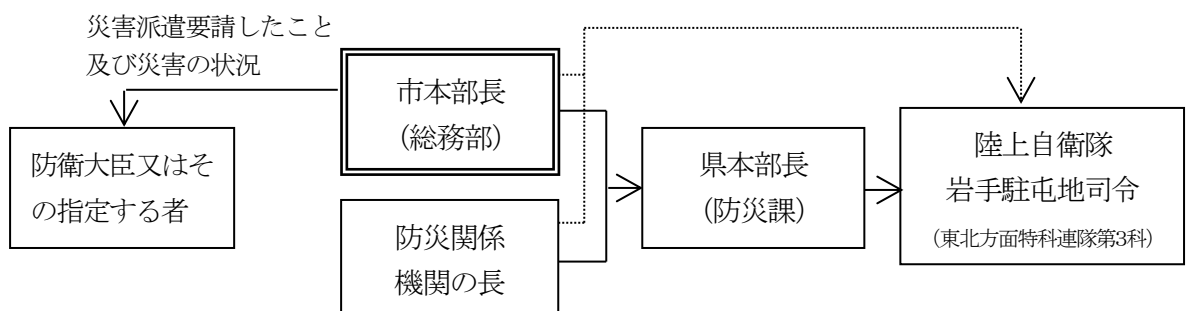 災害派遣要請したこと
及び災害の状況
市本部長
(総務部)
防衛大臣又はそ
の指定する者
防災関係
機関の長
県本部長
(防災課)
陸上自衛隊
岩手駐屯地司令
(東北方面特科連隊第3科)